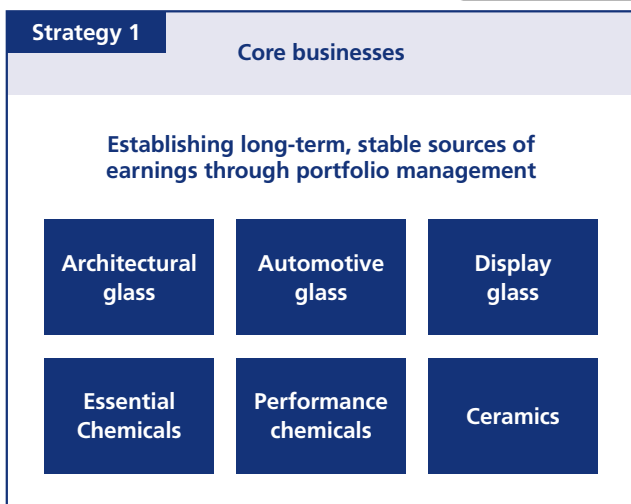 Strategy 1
Core businesses
Establishing long-term, stable sources of
earnings through portfolio management
Architectural
glass
Automotive
glass
Display
glass
Essential
Chemicals
Performance
chemicals
Ceramics